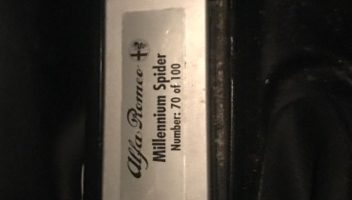 Alfa-Romeo
Millennium Spider
Number: 70 of 100